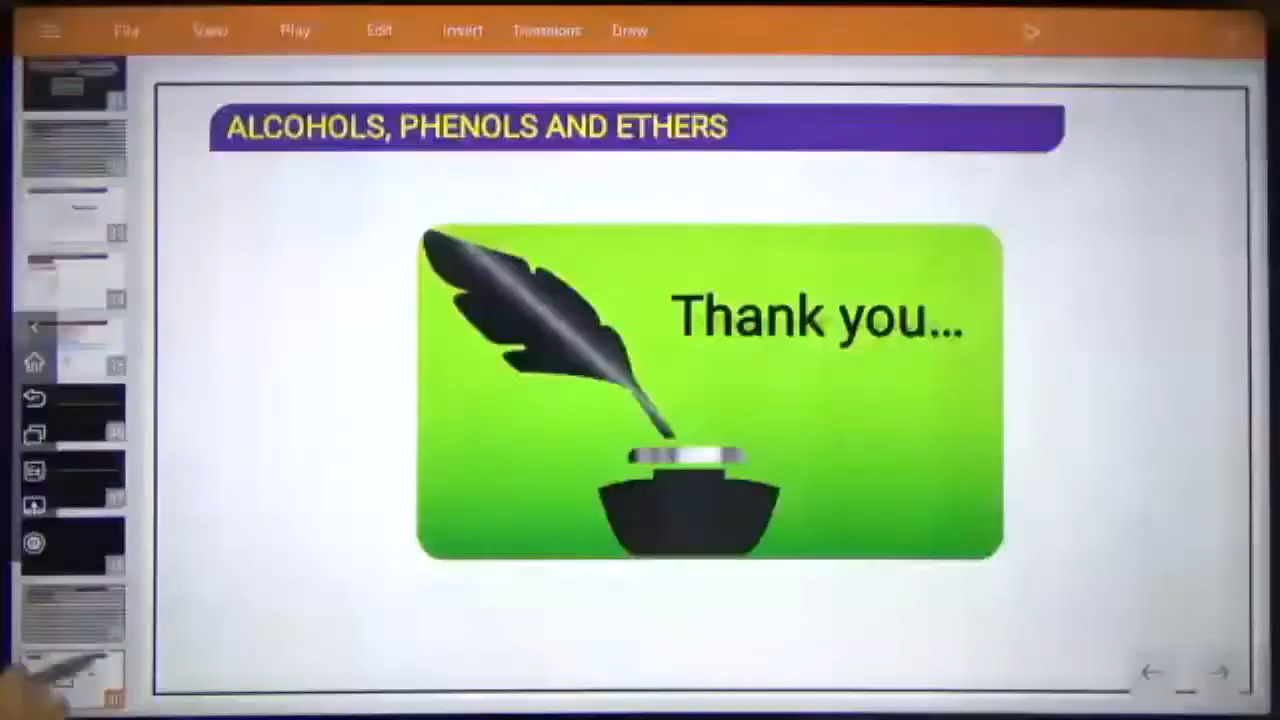 File View Play Edit Insert Transitions Draw
ALCOHOLS, PHENOLS AND ETHERS
Thank you...